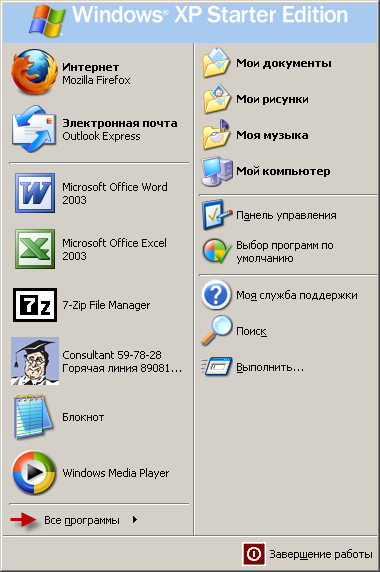 Windows® XP Starter Edition
Интернет
Mozilla Firefox
Электронная почта
Outlook Express
Microsoft Office Word
2003
Microsoft Office Excel
2003
7z
7-Zip File Manager
Consultant 59-78-28
Горячая линия 89081...
Блокнот
Windows Media Player
Все программы
Мои документы
Мои рисунки
Моя музыка
Мой компьютер
Панель управления
Выбор программ по
умолчанию
Моя служба поддержки
Поиск
Выполнить...
Завершение работы